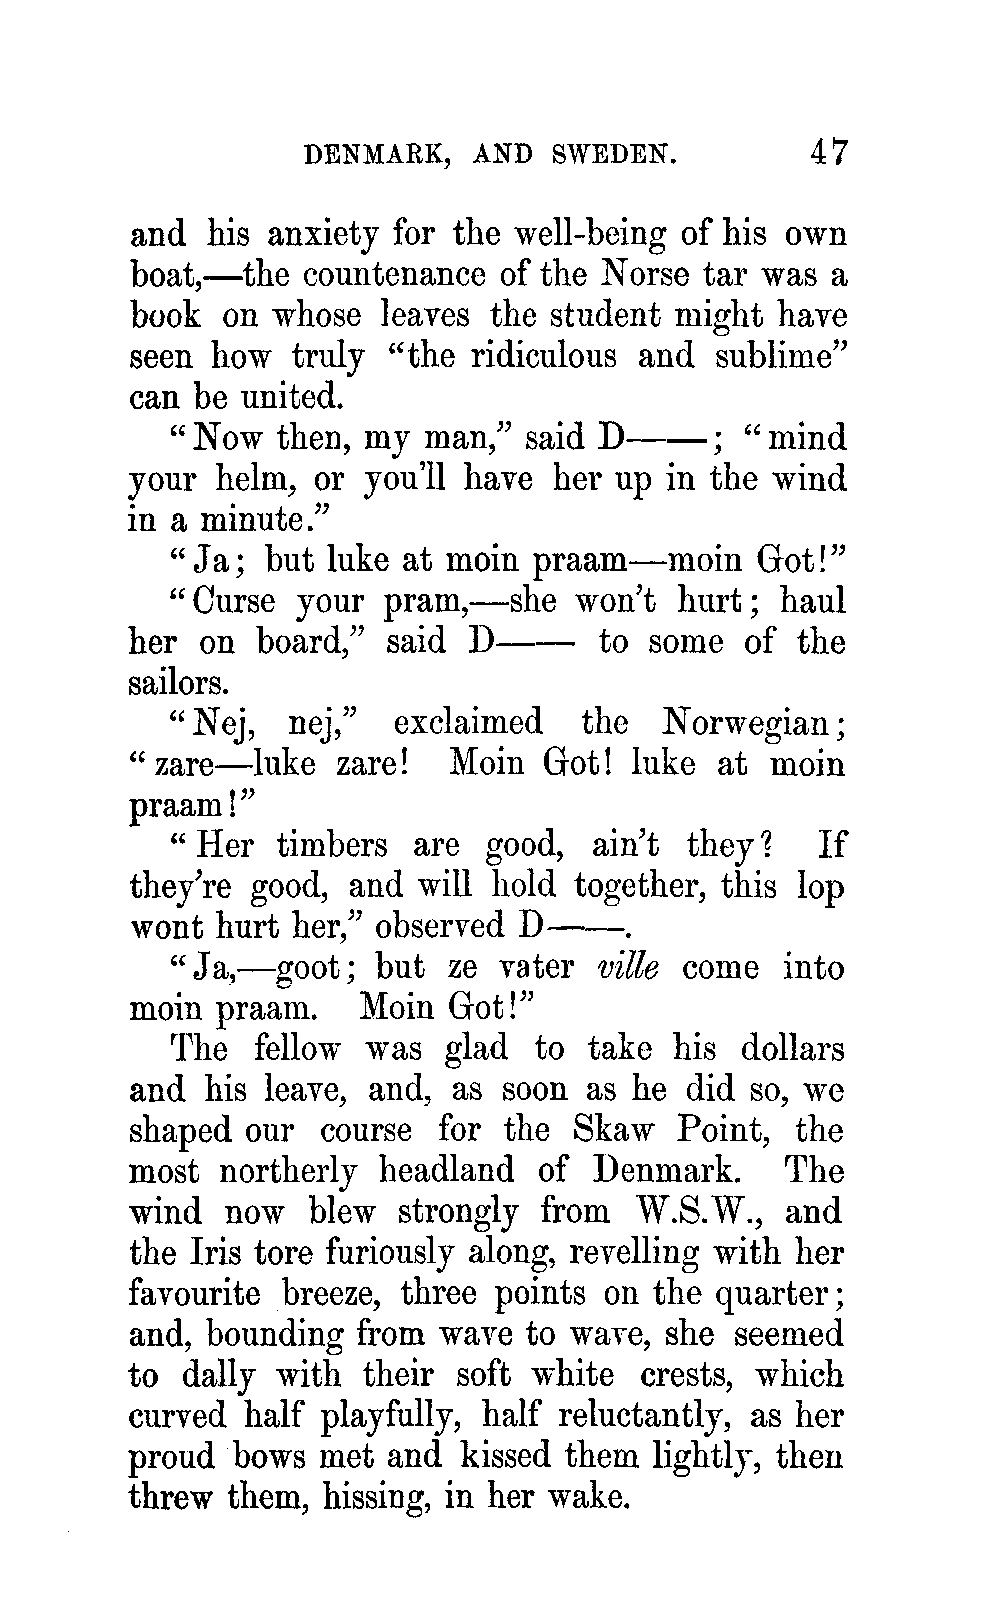 DENMARK, AND SWEDEN. 47
and his anxiety for the well-being of his own
boat,—the countenance of the Norse tar was a
book on whose leaves the student might have
seen how truly “the ridiculous and sublime”
can be united.
“Now then, my man,” said D——; “mind
your helm, or you'll have her up in the wind
in a minute.”
“Ja; but luke at moin praam—moin Got!”
“Curse your pram,—she won't hurt; haul
her on board,” said D—— to some of the
sailors.
“Nej, nej,” exclaimed the Norwegian;
“zare—luke zare! Moin Got! luke at moin
praam!”
“Her timbers are good, ain't they? If
they're good, and will hold together, this lop
wont hurt her,” observed D——.
“Ja,—goot; but ze vater ville come into
moin praam. Moin Got!”
The fellow was glad to take his dollars
and his leave, and, as soon as he did so, we
shaped our course for the Skaw Point, the
most northerly headland of Denmark. The
wind now blew strongly from W.S.W., and
the Iris tore furiously along, revelling with her
favourite breeze, three points on the quarter;
and, bounding from wave to wave, she seemed
to dally with their soft white crests, which
curved half playfully, half reluctantly, as her
proud bows met and kissed them lightly, then
threw them, hissing, in her wake.